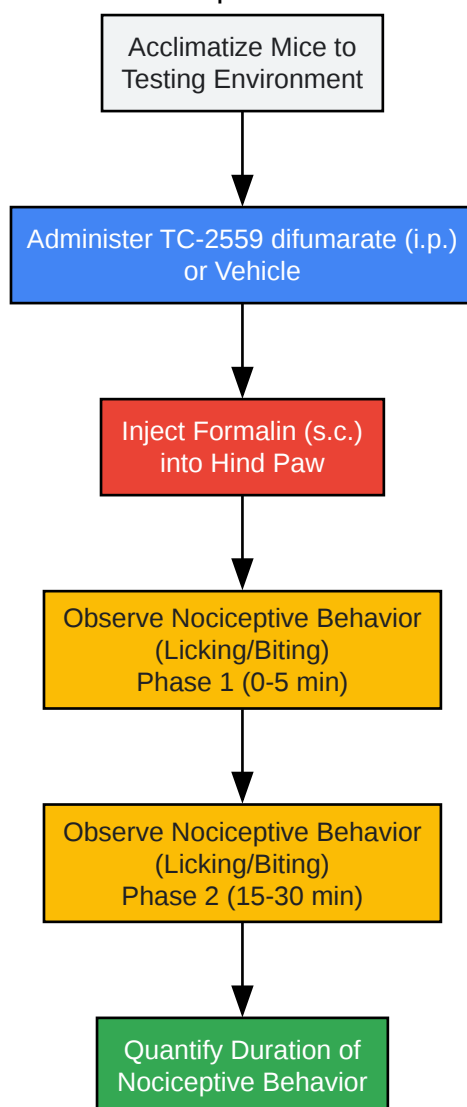 Acclimatize Mice to
Testing Environment
Administer TC-2559 difumarate (i.p.)
or Vehicle
Inject Formalin (s.c.)
into Hind Paw
Observe Nociceptive Behavior
(Licking/Biting)
Phase 1 (0-5 min)
Observe Nociceptive Behavior
(Licking/Biting)
Phase 2 (15-30 min)
Quantify Duration of
Nociceptive Behavior